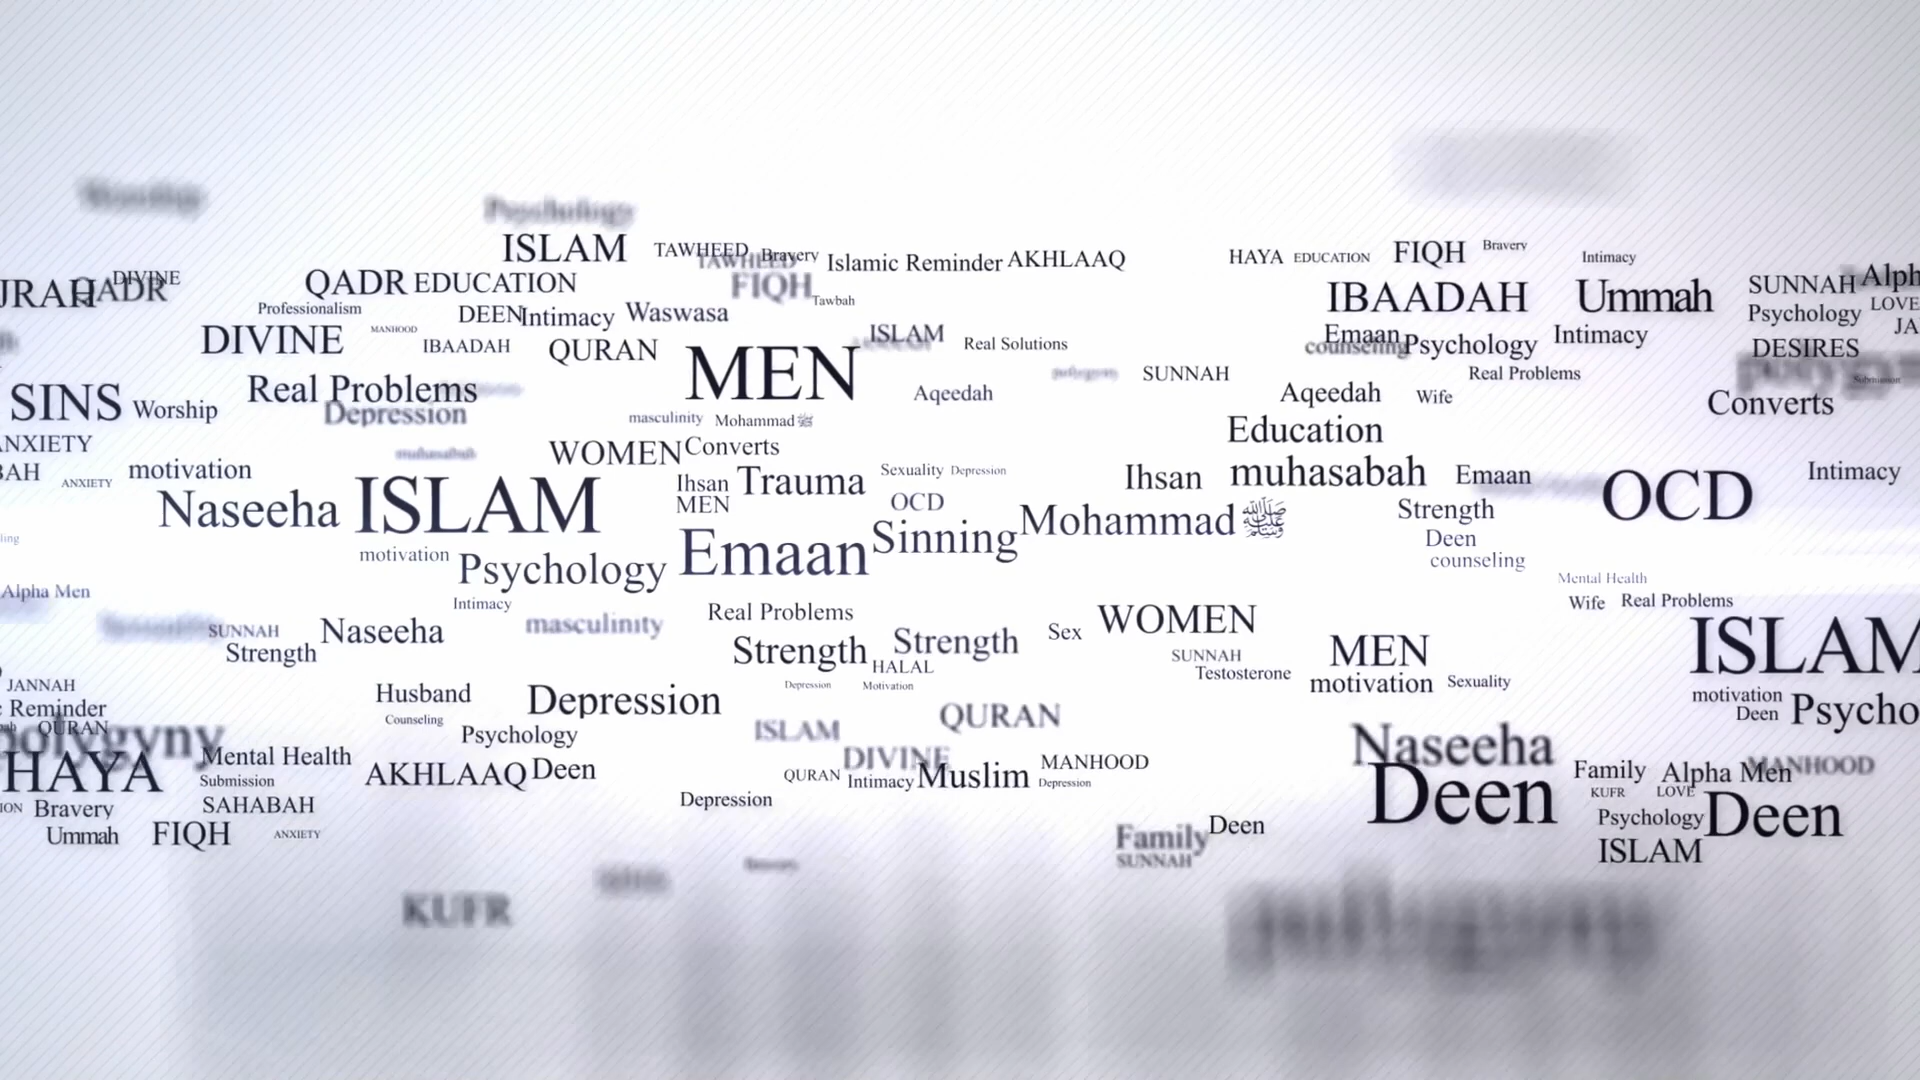 Psychology
ISLAM TAWHEED Bravery Islamic Reminder AKHLAAQ HAYA EDUCATION FIQH Bravery Intimacy
TAWHEED
DIVINE QADR QADR EDUCATION FIQH Tawbah IBAADAH Ummah SUNNAH Alph
Professionalism DEEN Intimacy Waswasa Psychology LOVE
DIVINE MANHOOD IBAADAH QURAN ISLAM Real Solutions Emaan counseling Psychology Intimacy DESIRES JA
MEN polygyny SUNNAH Real Problems Submission
SINS Worship Real Problems Aqeedah Aqeedah Wife Converts
Depression masculinity Mohammad ﷺ Education
ANXIETY muhasabah WOMEN Converts
ANXIETY motivation Ihsan Trauma Sexuality Depression Ihsan muhasabah Emaan OCD Intimacy
Naseeha ISLAM MEN OCD Mohammad ﷺ Strength
motivation Psychology Emaan Sinning Deen
counseling
Alpha Men Intimacy Mental Health
Real Problems Wife Real Problems
SUNNAH Naseeha masculinity Strength Strength Sex WOMEN MEN ISLAM
Strength HALAL SUNNAH
Testosterone
JANNAH Husband Depression Depression Motivation motivation Sexuality motivation
Reminder Counseling QURAN Deen Psycho
QURAN Psychology ISLAM
polygyny Mental Health DIVINE MANHOOD Naseeha
HAYA Submission AKHLAAQ Deen QURAN Intimacy Muslim Depression Family Alpha Men MANHOOD
Bravery SAHABAH Depression Deen KUFR LOVE
Ummah FIQH ANXIETY Family Deen Psychology Deen
SUNNAH ISLAM
KUFR polygyny